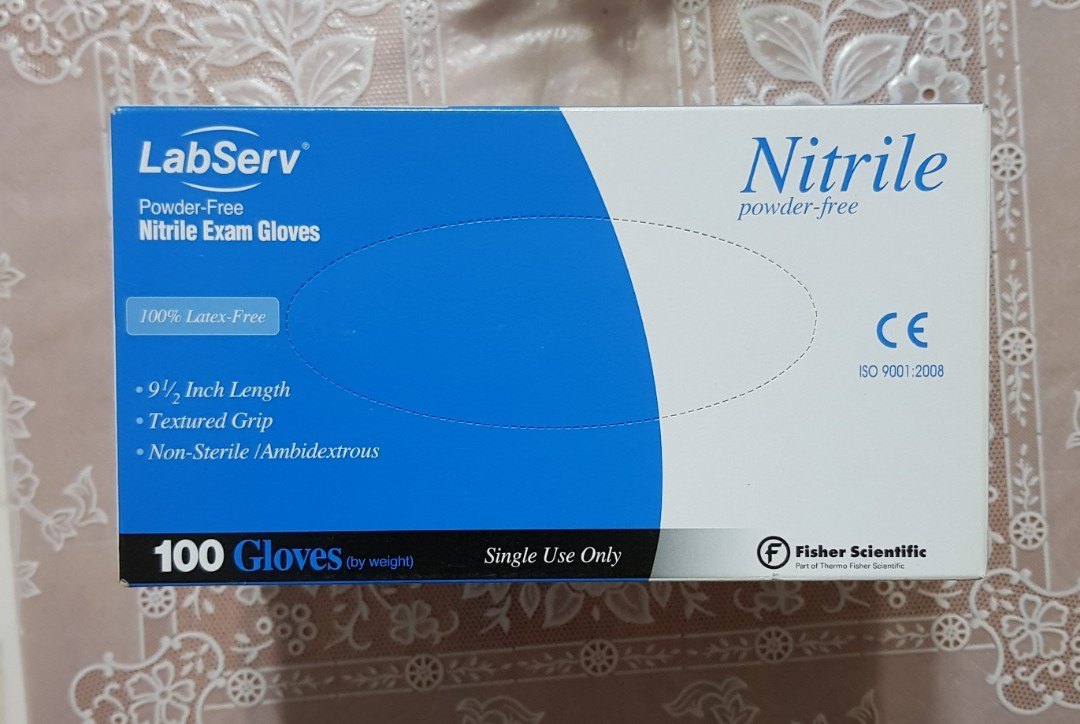 LabServ®
Powder-Free
Nitrile Exam Gloves
100% Latex-Free
• 9 1/2 Inch Length
• Textured Grip
• Non-Sterile /Ambidextrous
100 Gloves (by weight)
Single Use Only
Nitrile
powder-free
CE
ISO 9001:2008
F Fisher Scientific
Part of Thermo Fisher Scientific